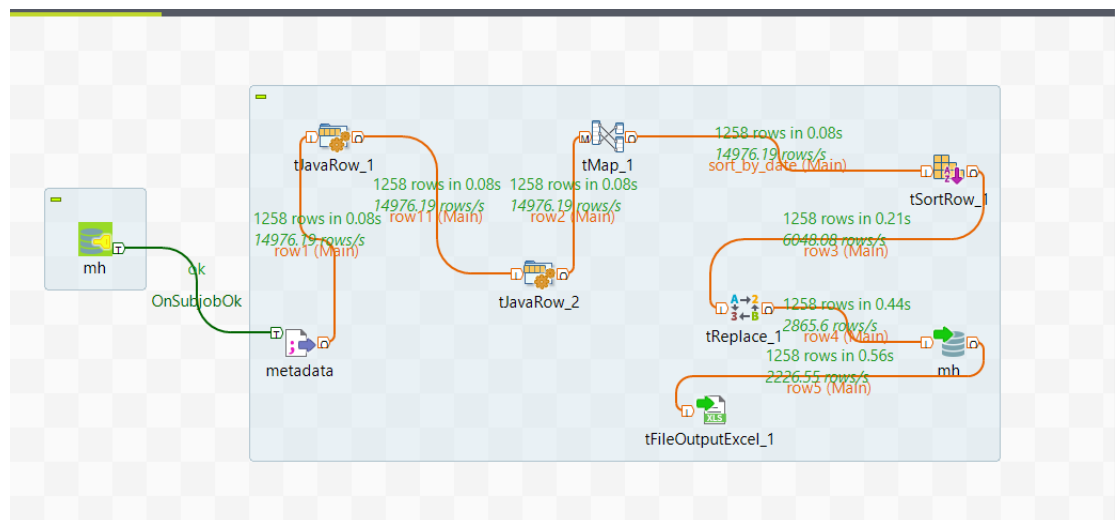 mh
ok
OnSubjobOk
metadata
1258 rows in 0.08s
14976.19 rows/s
row1 (Main)
tJavaRow_1
1258 rows in 0.08s
14976.19 rows/s
row11 (Main)
tJavaRow_2
1258 rows in 0.08s
14976.19 rows/s
row2 (Main)
tMap_1
1258 rows in 0.08s
14976.19 rows/s
sort_by_date (Main)
tSortRow_1
1258 rows in 0.21s
6048.08 rows/s
row3 (Main)
tReplace_1
1258 rows in 0.44s
2865.6 rows/s
row4 (Main)
mh
1258 rows in 0.56s
2226.55 rows/s
row5 (Main)
XLS
tFileOutputExcel_1